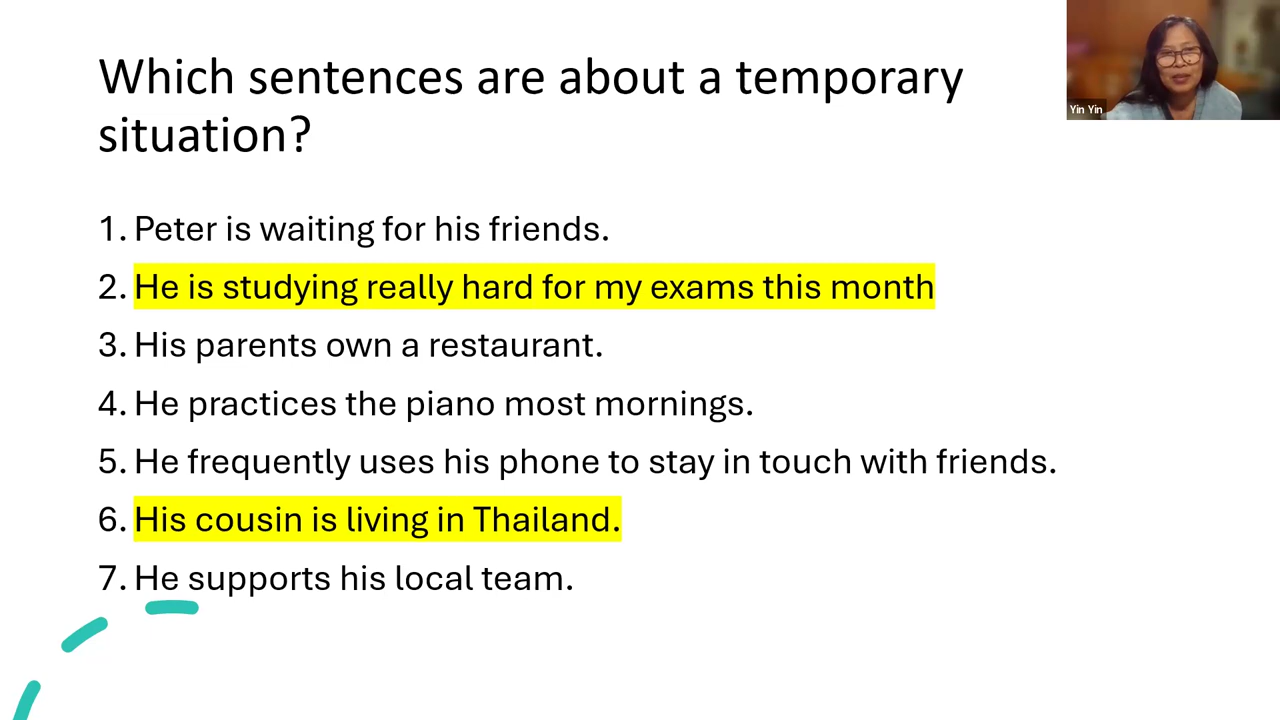 Which sentences are about a temporary
situation?
Yin Yin
1. Peter is waiting for his friends.
2. He is studying really hard for my exams this month
3. His parents own a restaurant.
4. He practices the piano most mornings.
5. He frequently uses his phone to stay in touch with friends.
6. His cousin is living in Thailand.
7. He supports his local team.